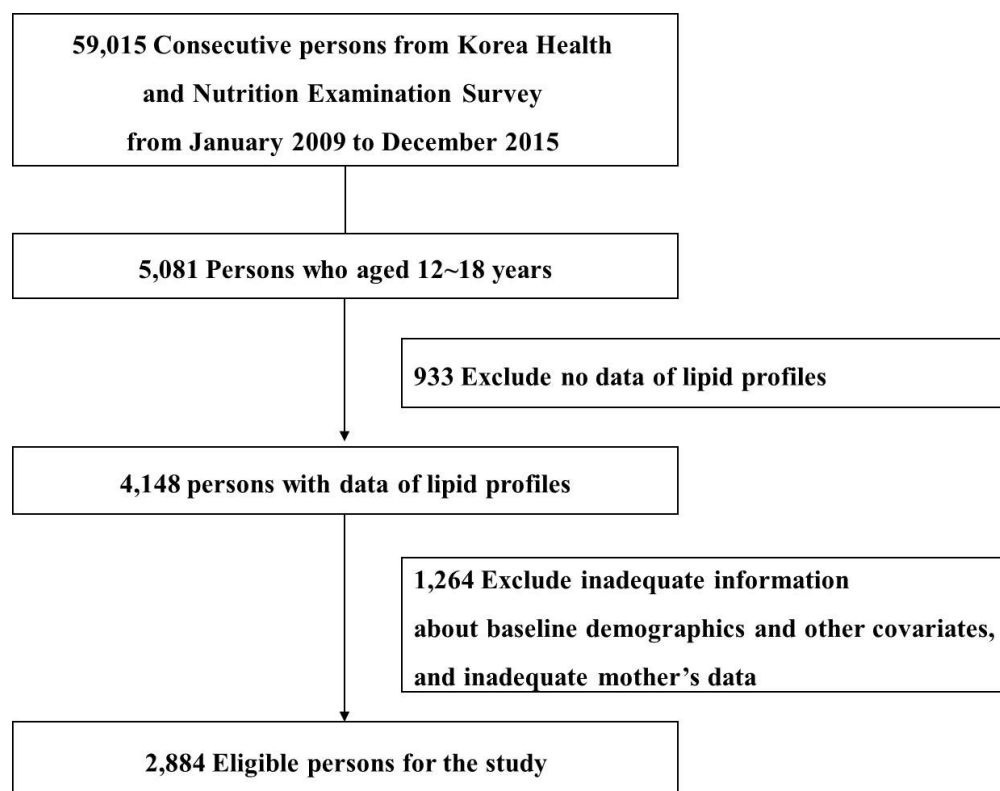 59,015 Consecutive persons from Korea Health
and Nutrition Examination Survey
from January 2009 to December 2015
5,081 Persons who aged 12~18 years
933 Exclude no data of lipid profiles
4,148 persons with data of lipid profiles
1,264 Exclude inadequate information
about baseline demographics and other covariates,
and inadequate mother’s data
2,884 Eligible persons for the study